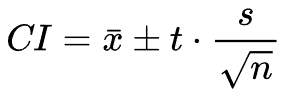 CI = x̄ ± t · s/√n